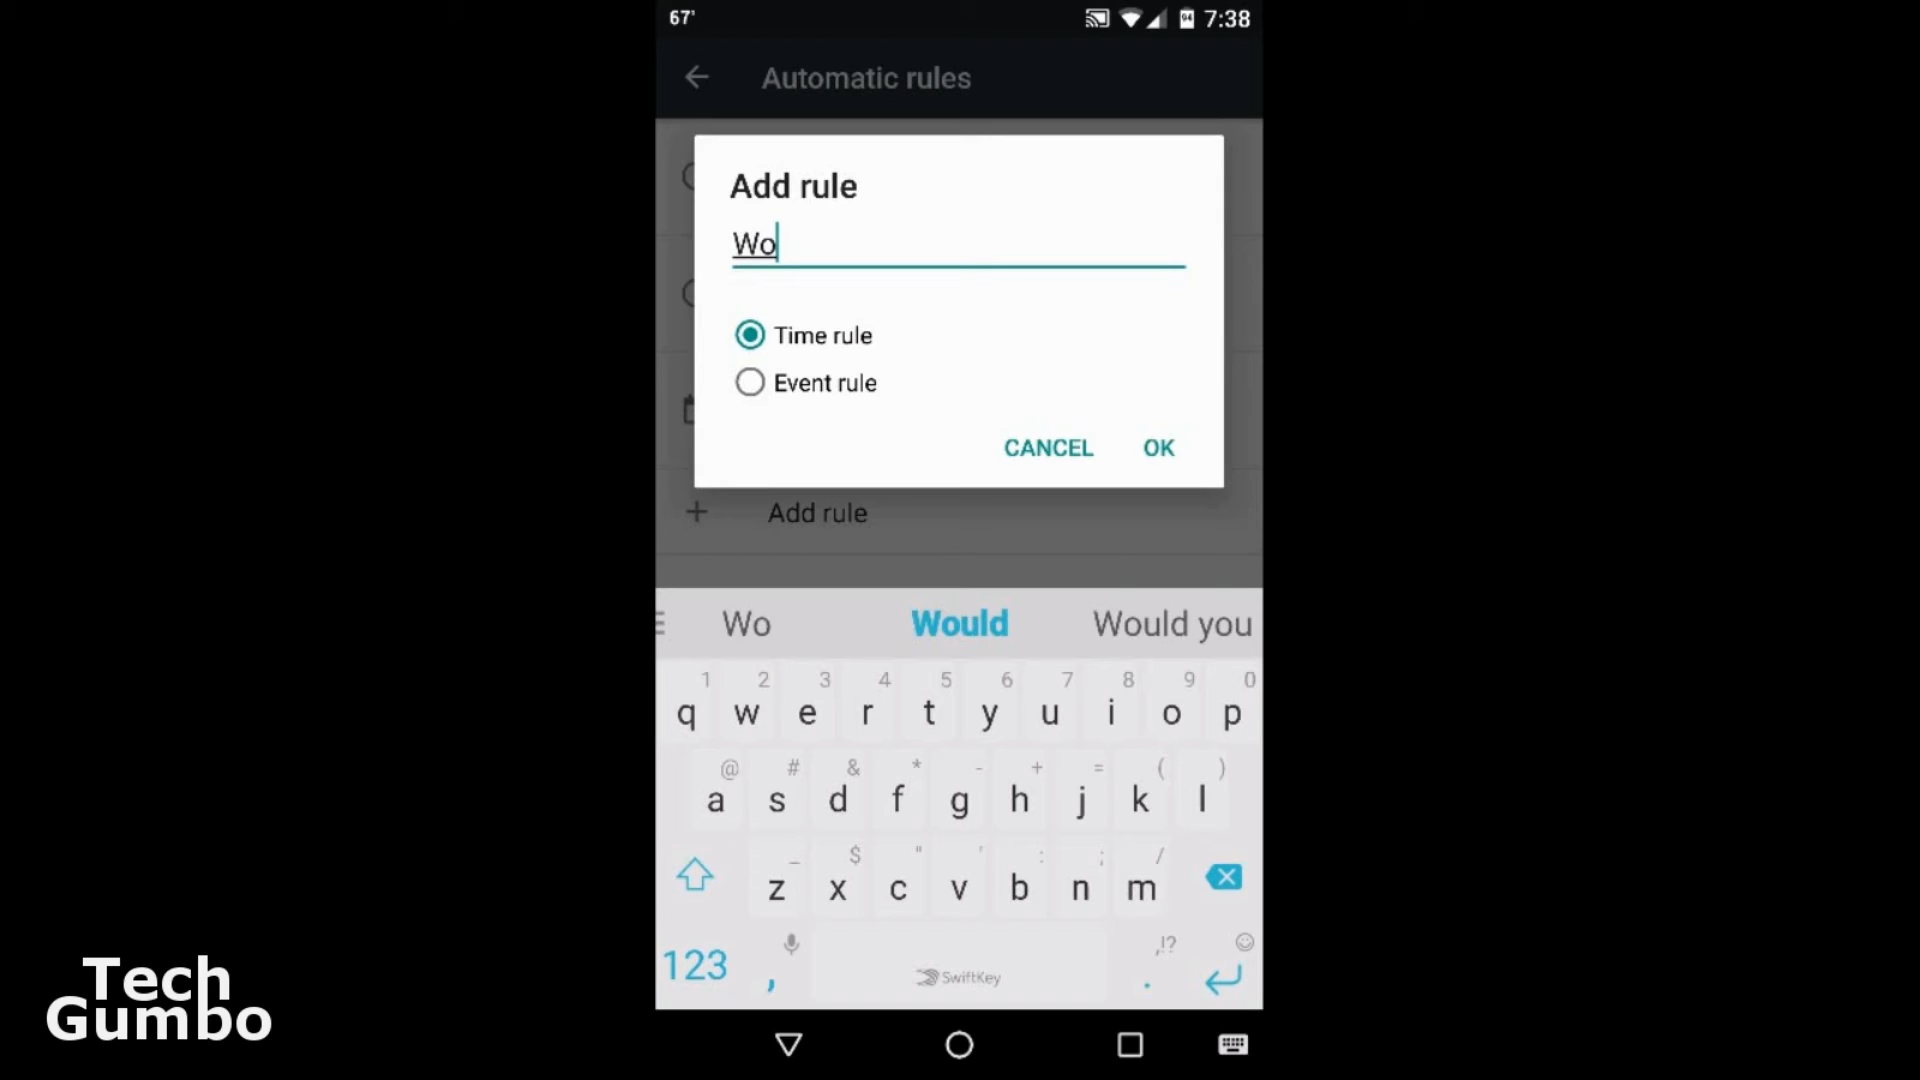 67°
94 7:38
Automatic rules
Add rule
Wo
Time rule
Event rule
CANCEL OK
Add rule
Wo Would Would you
1 2 3 4 5 6 7 8 9 0
q w e r t y u i o p
@ # & * - + = ( )
a s d f g h j k l
_ $ " ' : ; /
z x c v b n m
,!?
123 , SwiftKey .
Tech
Gumbo